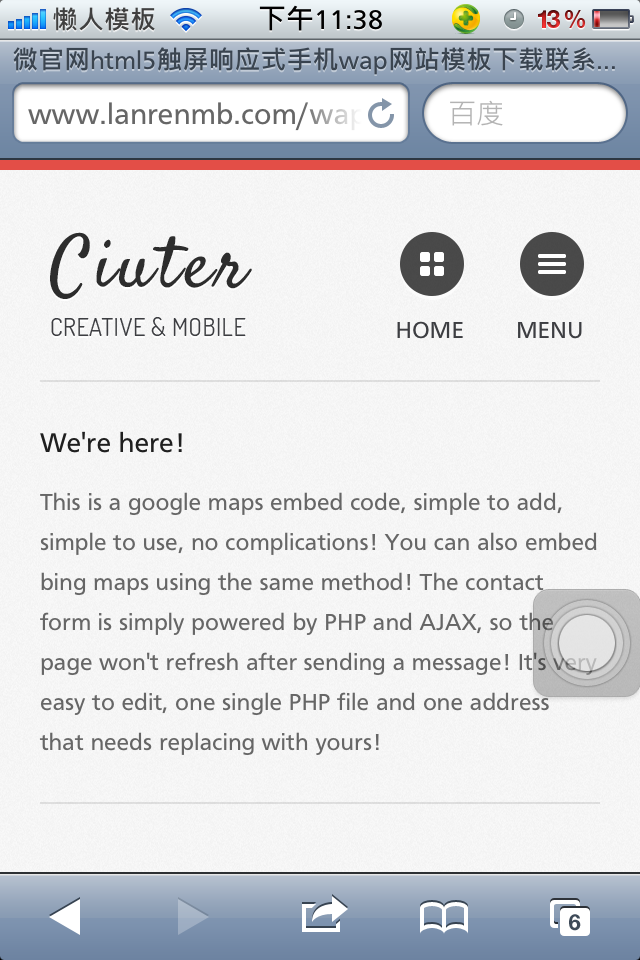 懒人模板 下午11:38 13%
微官网html5触屏响应式手机wap网站模板下载联系...
www.lanrenmb.com/wap 百度
Ciuter
CREATIVE & MOBILE
HOME MENU
We're here!
This is a google maps embed code, simple to add,
simple to use, no complications! You can also embed
bing maps using the same method! The contact
form is simply powered by PHP and AJAX, so the
page won't refresh after sending a message! It's very
easy to edit, one single PHP file and one address
that needs replacing with yours!
6